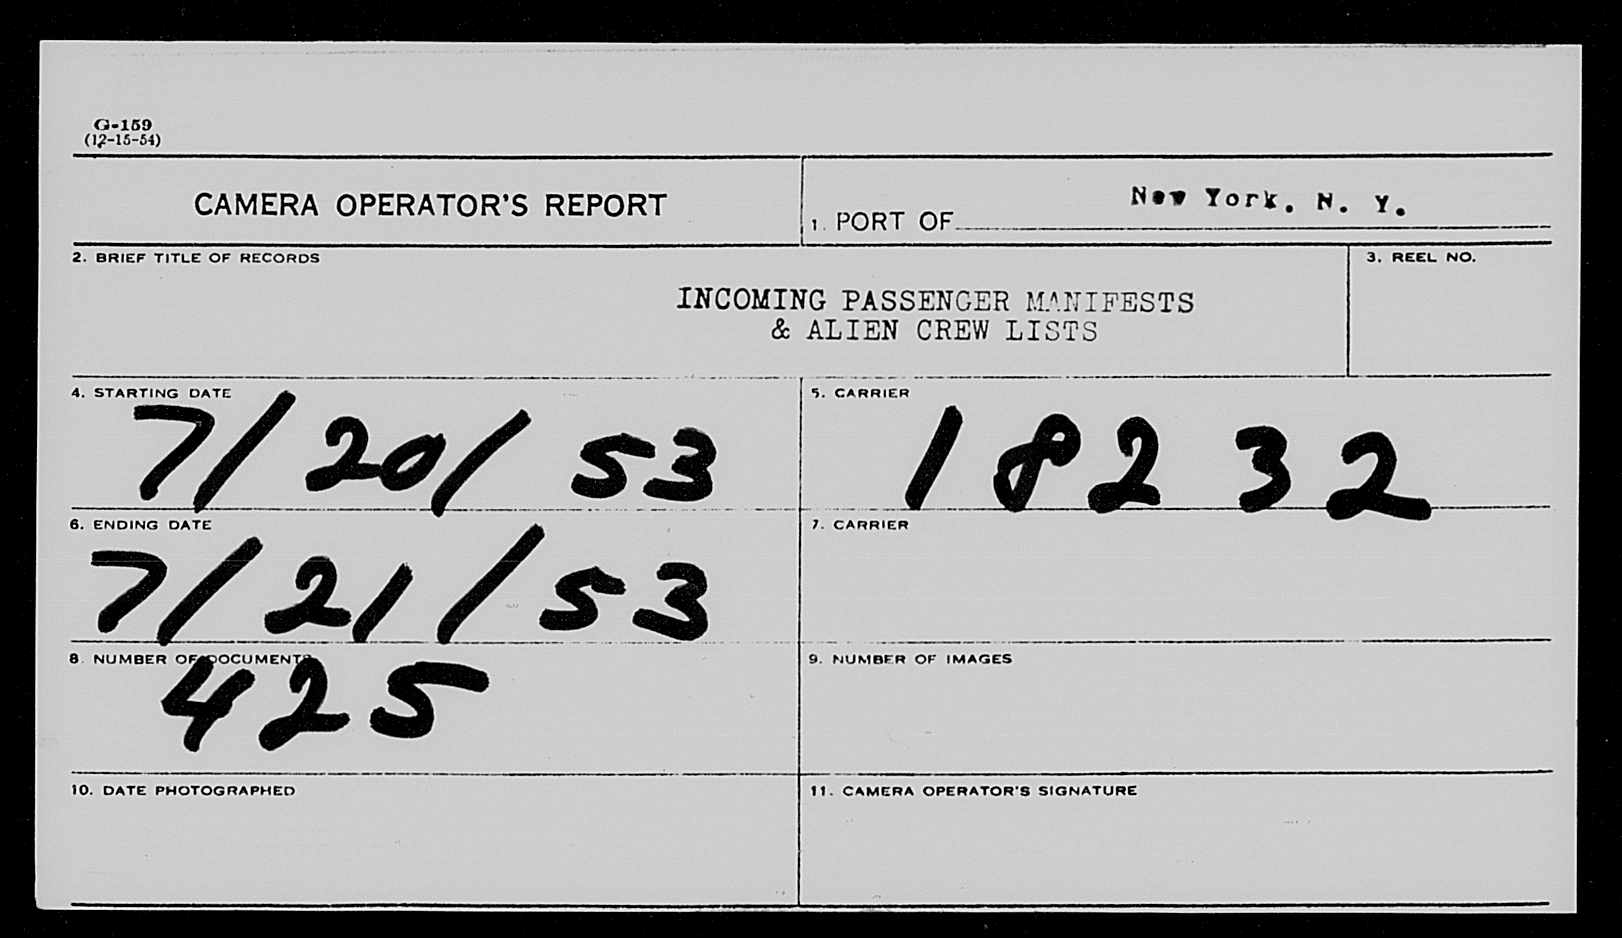 G-159
(12-15-54)
CAMERA OPERATOR'S REPORT
1. PORT OF New York, N. Y.
2. BRIEF TITLE OF RECORDS
INCOMING PASSENGER MANIFESTS
& ALIEN CREW LISTS
3. REEL NO.
4. STARTING DATE
7/20/53
5. CARRIER
18232
6. ENDING DATE
7/21/53
7. CARRIER
8. NUMBER OF DOCUMENTS
425
9. NUMBER OF IMAGES
10. DATE PHOTOGRAPHED
11. CAMERA OPERATOR'S SIGNATURE